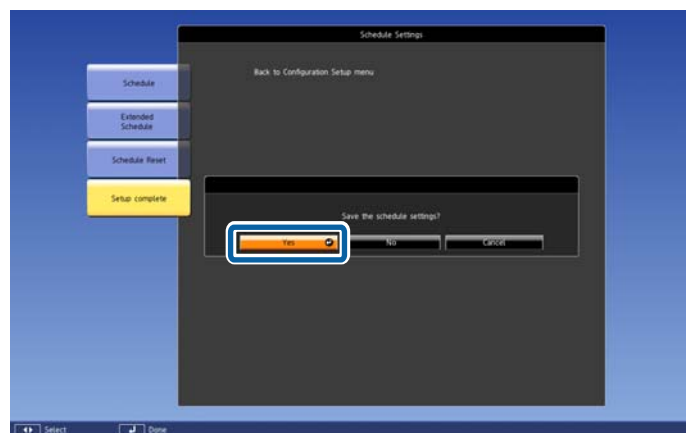 Schedule Settings
Schedule
Extended
Schedule
Schedule Reset
Setup complete
Back to Configuration Setup menu
Save the schedule settings?
Yes
No
Cancel
Select
Done